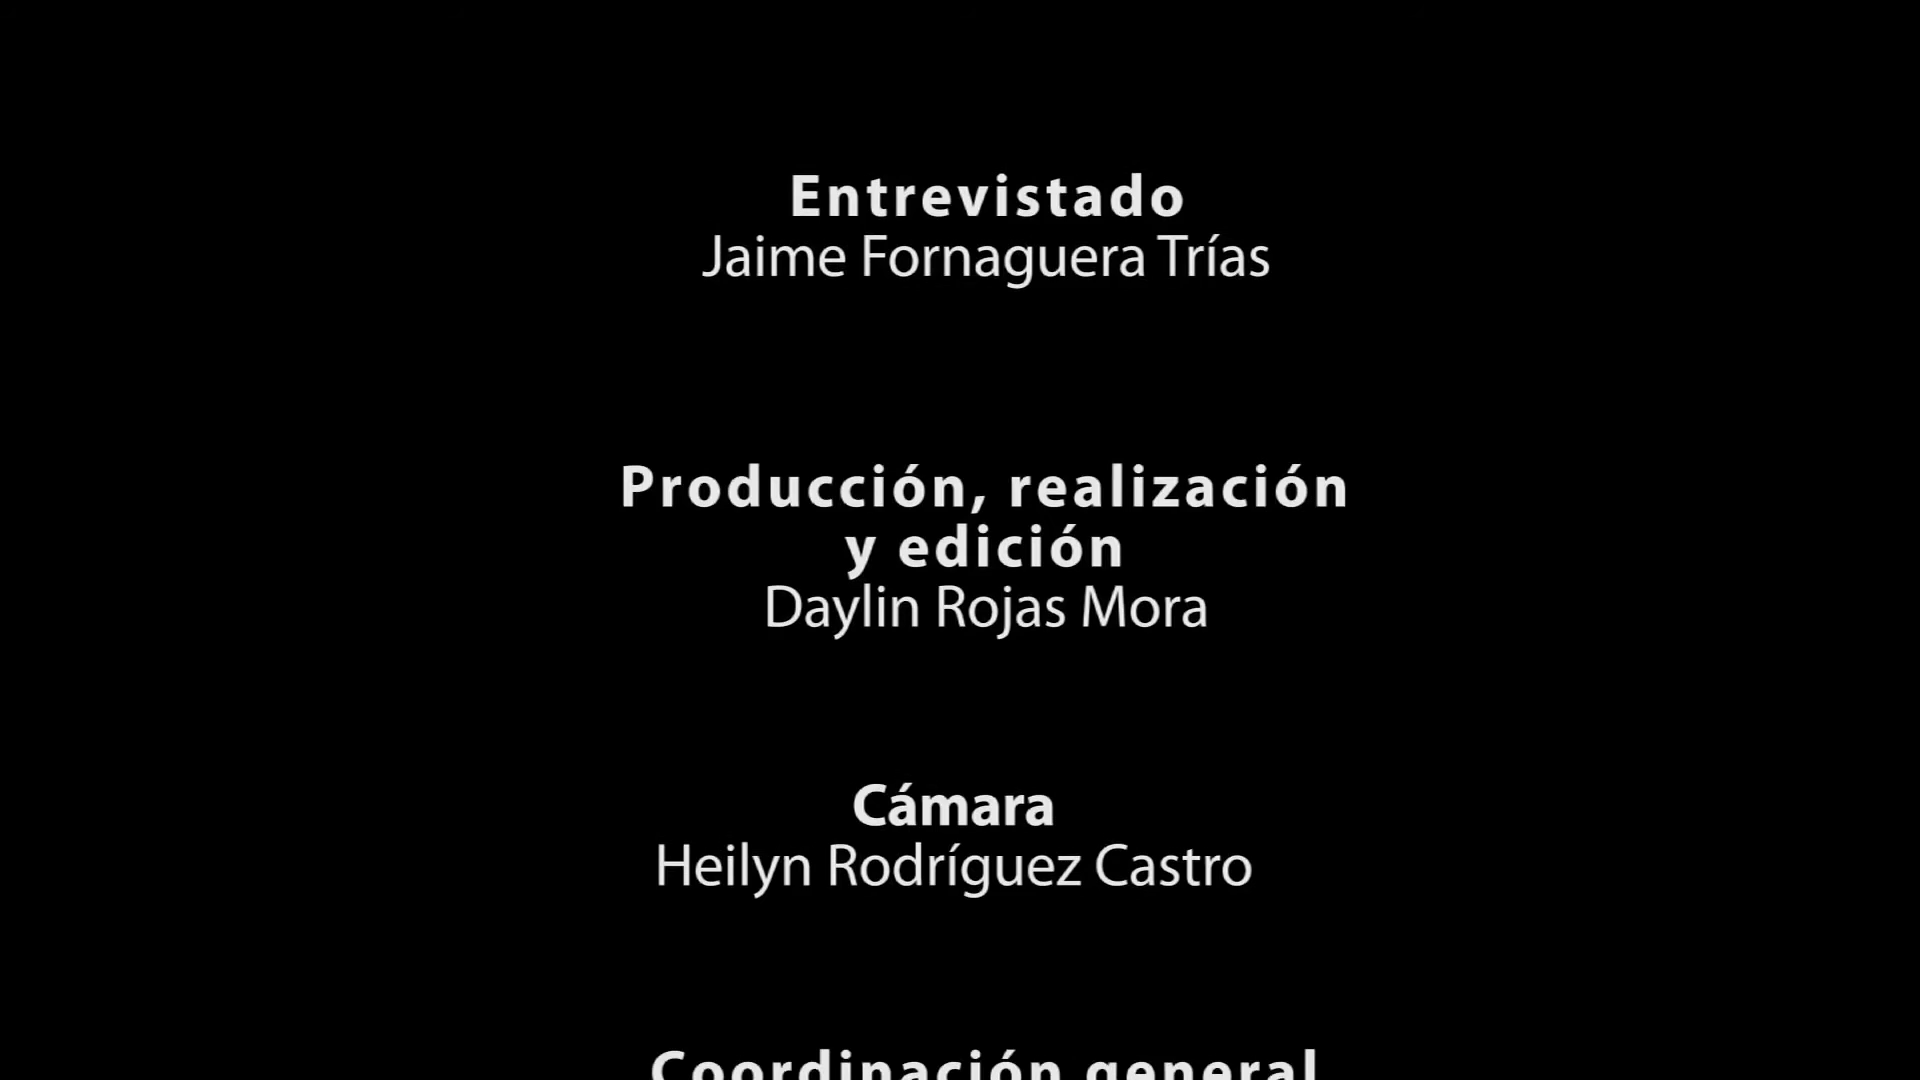 Entrevistado
Jaime Fornaguera Trías
Producción, realización
y edición
Daylin Rojas Mora
Cámara
Heilyn Rodríguez Castro
Coordinación general